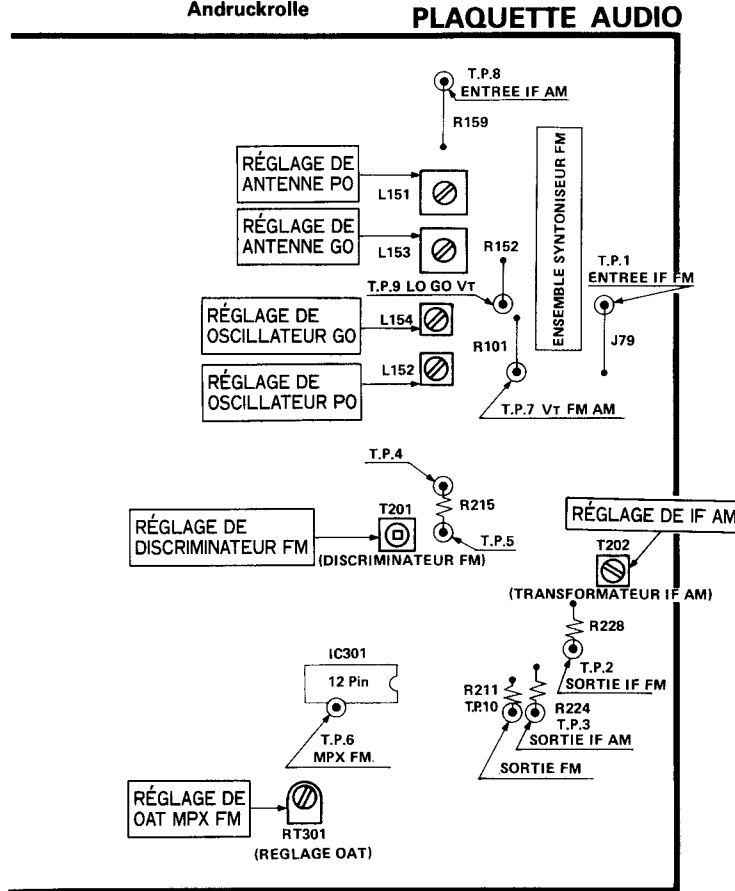 Andruckrolle
PLAQUETTE AUDIO
T.P.8
ENTREE IF AM
R159
RÉGLAGE DE
ANTENNE PO
L151
RÉGLAGE DE
ANTENNE GO
L153
R152
ENSEMBLE SYNTONISEUR FM
T.P.1
ENTREE IF FM
T.P.9 LO GO VT
RÉGLAGE DE
OSCILLATEUR GO
L154
R101
J79
L152
RÉGLAGE DE
OSCILLATEUR PO
T.P.7 VT FM AM
T.P.4
R215
T201
RÉGLAGE DE
DISCRIMINATEUR FM
(DISCRIMINATEUR FM)
T.P.5
RÉGLAGE DE IF AM
T202
(TRANSFORMATEUR IF AM)
R228
IC301
12 Pin
T.P.2
SORTIE IF FM
R211
T.P.10
R224
T.P.3
SORTIE IF AM
T.P.6
MPX FM.
SORTIE FM
RÉGLAGE DE
OAT MPX FM
RT301
(REGLAGE OAT)